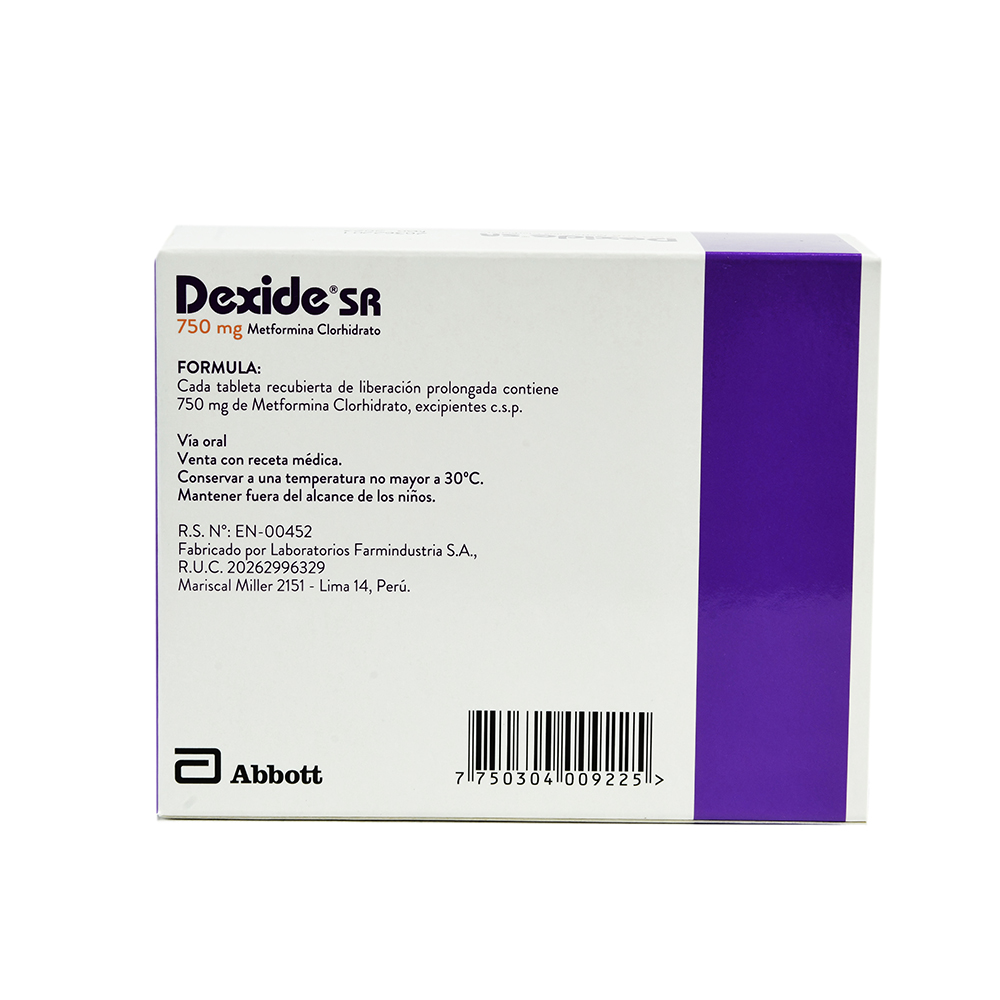 Dexide® SR
750 mg Metformina Clorhidrato
FORMULA:
Cada tableta recubierta de liberación prolongada contiene
750 mg de Metformina Clorhidrato, excipientes c.s.p.
Vía oral
Venta con receta médica.
Conservar a una temperatura no mayor a 30°C.
Mantener fuera del alcance de los niños.
R.S. N°: EN-00452
Fabricado por Laboratorios Farmindustria S.A.,
R.U.C. 20262996329
Mariscal Miller 2151 - Lima 14, Perú.
Abbott
7 750304 009225 >